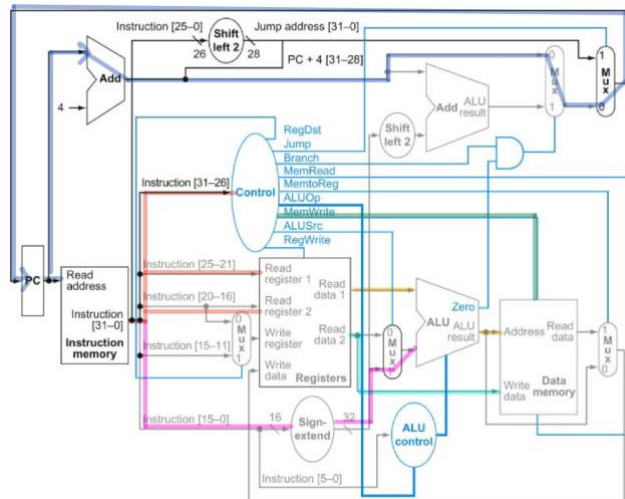 Instruction [25–0]
Jump address [31–0]
Shift
left 2
26
28
PC + 4 [31–28]
Add
4
0
M
u
x
1
1
M
u
x
0
Add
ALU
result
Shift
left 2
RegDst
Jump
Branch
MemRead
MemtoReg
ALUOp
MemWrite
ALUSrc
RegWrite
Control
Instruction [31–26]
PC
Read
address
Instruction
[31–0]
Instruction
memory
Instruction [25–21]
Instruction [20–16]
Instruction [15–11]
0
M
u
x
1
Read
register 1
Read
register 2
Write
register
Write
data
Read
data 1
Read
data 2
Registers
0
M
u
x
1
Zero
ALU
ALU
result
Address
Read
data
Write
data
Data
memory
1
M
u
x
0
Instruction [15–0]
16
Sign-
extend
32
ALU
control
Instruction [5–0]